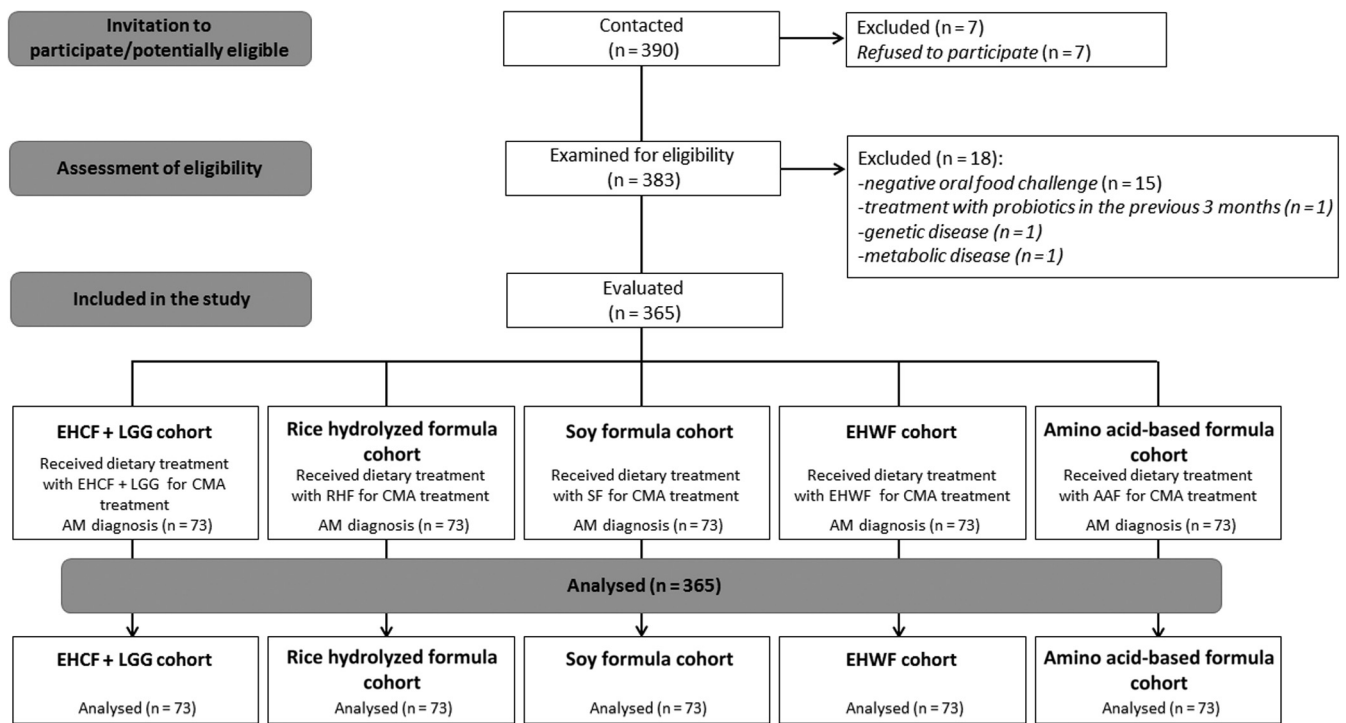 Invitation to
participate/potentially eligible
Contacted
(n = 390)
Excluded (n = 7)
Refused to participate (n = 7)
Assessment of eligibility
Examined for eligibility
(n = 383)
Excluded (n = 18):
-negative oral food challenge (n = 15)
-treatment with probiotics in the previous 3 months (n = 1)
-genetic disease (n = 1)
-metabolic disease (n = 1)
Included in the study
Evaluated
(n = 365)
EHCF + LGG cohort
Received dietary treatment
with EHCF + LGG for CMA
treatment
AM diagnosis (n = 73)
Rice hydrolyzed formula
cohort
Received dietary treatment
with RHF for CMA treatment
AM diagnosis (n = 73)
Soy formula cohort
Received dietary treatment
with SF for CMA treatment
AM diagnosis (n = 73)
EHWF cohort
Received dietary treatment
with EHWF for CMA treatment
AM diagnosis (n = 73)
Amino acid-based formula
cohort
Received dietary treatment
with AAF for CMA treatment
AM diagnosis (n = 73)
Analysed (n = 365)
EHCF + LGG cohort
Analysed (n = 73)
Rice hydrolyzed formula
cohort
Analysed (n = 73)
Soy formula cohort
Analysed (n = 73)
EHWF cohort
Analysed (n = 73)
Amino acid-based formula
cohort
Analysed (n = 73)